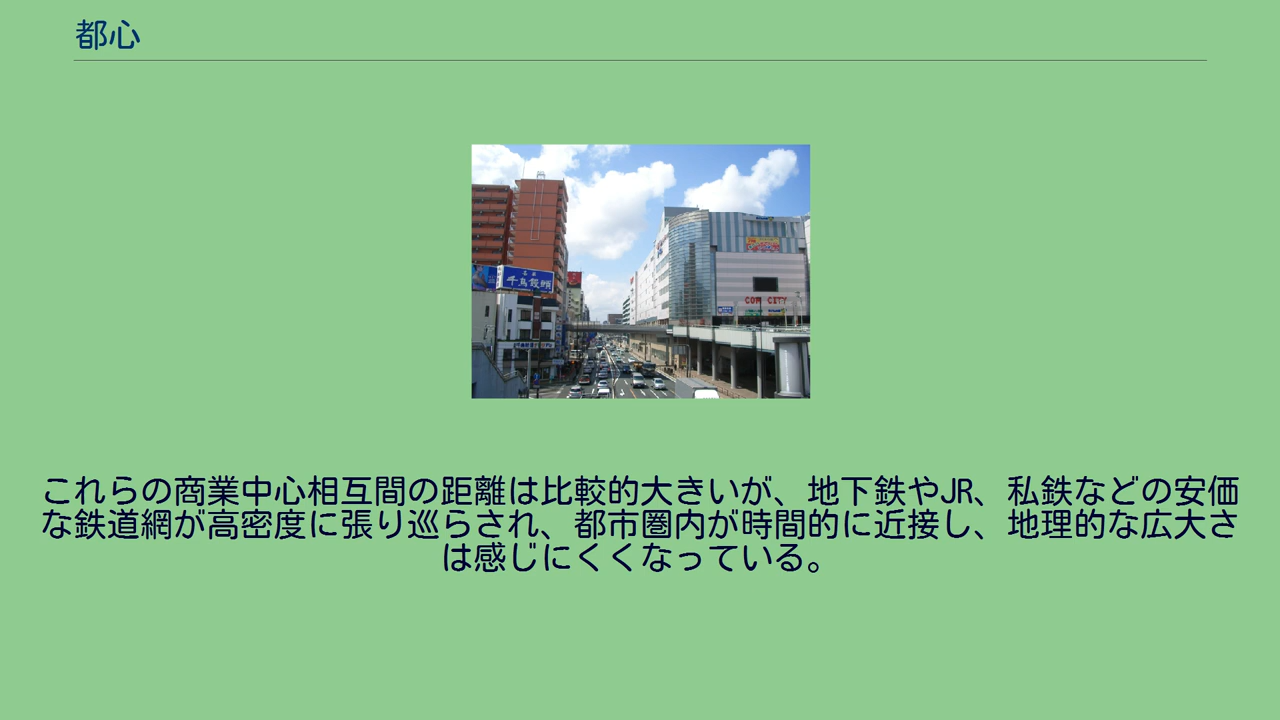 都心
千鳥饅頭
COM CITY
これらの商業中心相互間の距離は比較的大きいが、地下鉄やJR、私鉄などの安価
な鉄道網が高密度に張り巡らされ、都市圏内が時間的に近接し、地理的な広大さ
は感じにくくなっている。